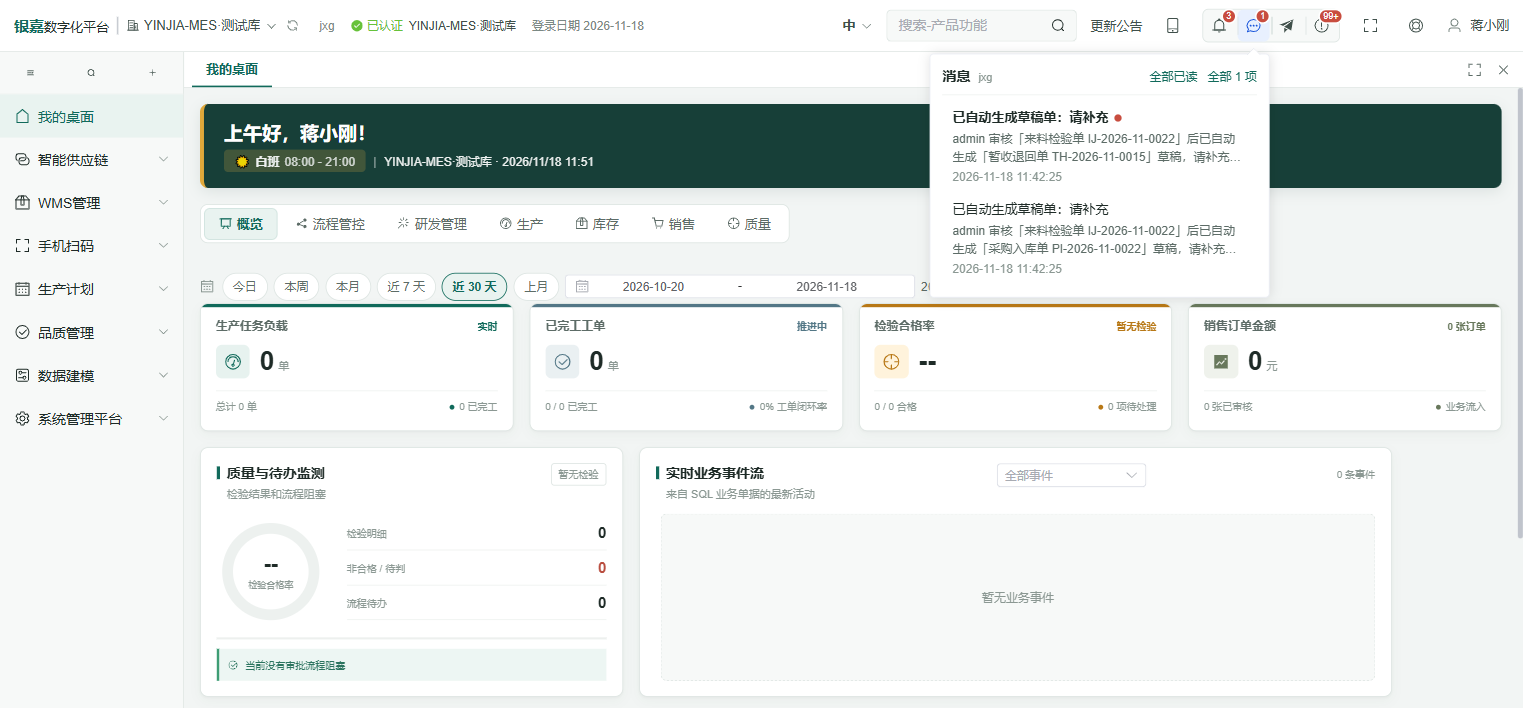 银嘉数字化平台 YINJIA-MES·测试库 jxg 已认证 YINJIA-MES·测试库 登录日期 2026-11-18 中 搜索-产品功能 更新公告 3 1 99+ 蒋小刚
我的桌面
消息 jxg 全部已读 全部 1 项
已自动生成草稿单：请补充
admin 审核「来料检验单 IJ-2026-11-0022」后已自动
生成「暂收退回单 TH-2026-11-0015」草稿，请补充...
2026-11-18 11:42:25
已自动生成草稿单：请补充
admin 审核「来料检验单 IJ-2026-11-0022」后已自动
生成「采购入库单 PI-2026-11-0022」草稿，请补充...
2026-11-18 11:42:25
我的桌面
智能供应链
WMS管理
手机扫码
生产计划
品质管理
数据建模
系统管理平台
上午好，蒋小刚！
白班 08:00 - 21:00 | YINJIA-MES·测试库 · 2026/11/18 11:51
概览 流程管控 研发管理 生产 库存 销售 质量
今日 本周 本月 近 7 天 近 30 天 上月 2026-10-20 - 2026-11-18
生产任务负载 实时
0 单
总计 0 单 0 已完工
已完工工单 推进中
0 单
0 / 0 已完工 0% 工单闭环率
检验合格率 暂无检验
--
0 / 0 合格 0 项待处理
销售订单金额 0 张订单
0 元
0 张已审核 业务流入
质量与待办监测 暂无检验
检验结果和流程阻塞
--
检验合格率
检验明细 0
非合格 / 待判 0
流程待办 0
当前没有审批流程阻塞
实时业务事件流 全部事件 0 条事件
来自 SQL 业务单据的最新活动
暂无业务事件